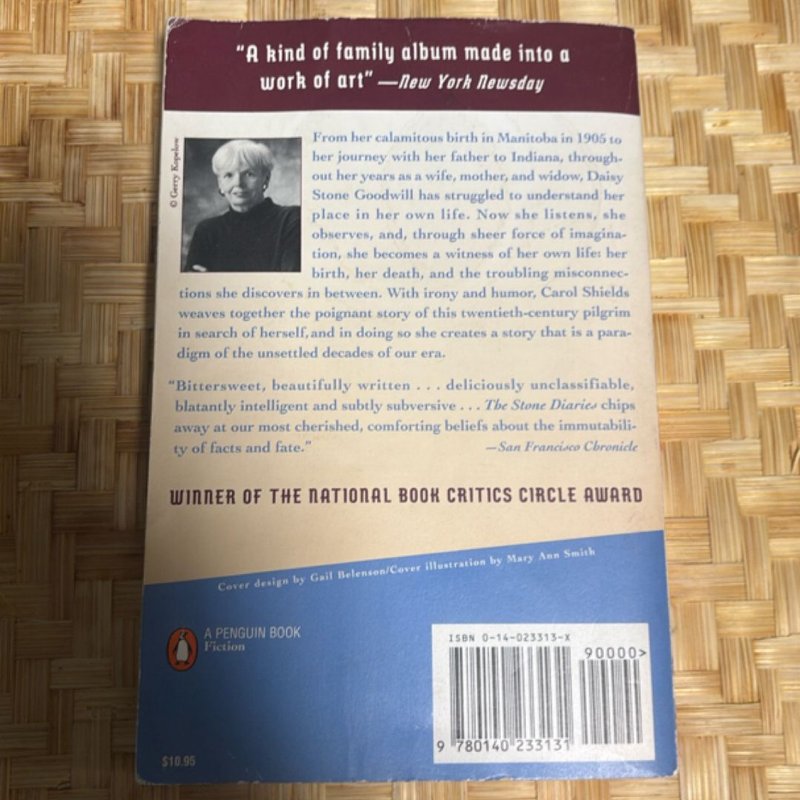 "A kind of family album made into a
work of art" —New York Newsday
© Gerry Kopelow
From her calamitous birth in Manitoba in 1905 to
her journey with her father to Indiana, through-
out her years as a wife, mother, and widow, Daisy
Stone Goodwill has struggled to understand her
place in her own life. Now she listens, she
observes, and, through sheer force of imagina-
tion, she becomes a witness of her own life: her
birth, her death, and the troubling misconnec-
tions she discovers in between. With irony and humor, Carol Shields
weaves together the poignant story of this twentieth-century pilgrim
in search of herself, and in doing so she creates a story that is a para-
digm of the unsettled decades of our era.
"Bittersweet, beautifully written . . . deliciously unclassifiable,
blatantly intelligent and subtly subversive . . . The Stone Diaries chips
away at our most cherished, comforting beliefs about the immutabili-
ty of facts and fate."
—San Francisco Chronicle
WINNER OF THE NATIONAL BOOK CRITICS CIRCLE AWARD
Cover design by Gail Belenson/Cover illustration by Mary Ann Smith
A PENGUIN BOOK
Fiction
ISBN 0-14-023313-X
90000>
9 780140 233131
$10.95